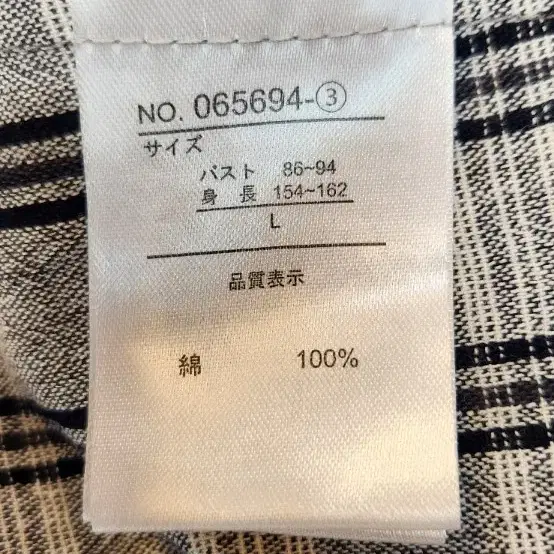 NO. 065694-③
サイズ
バスト 86~94
身 長 154~162
L
品質表示
綿 100%